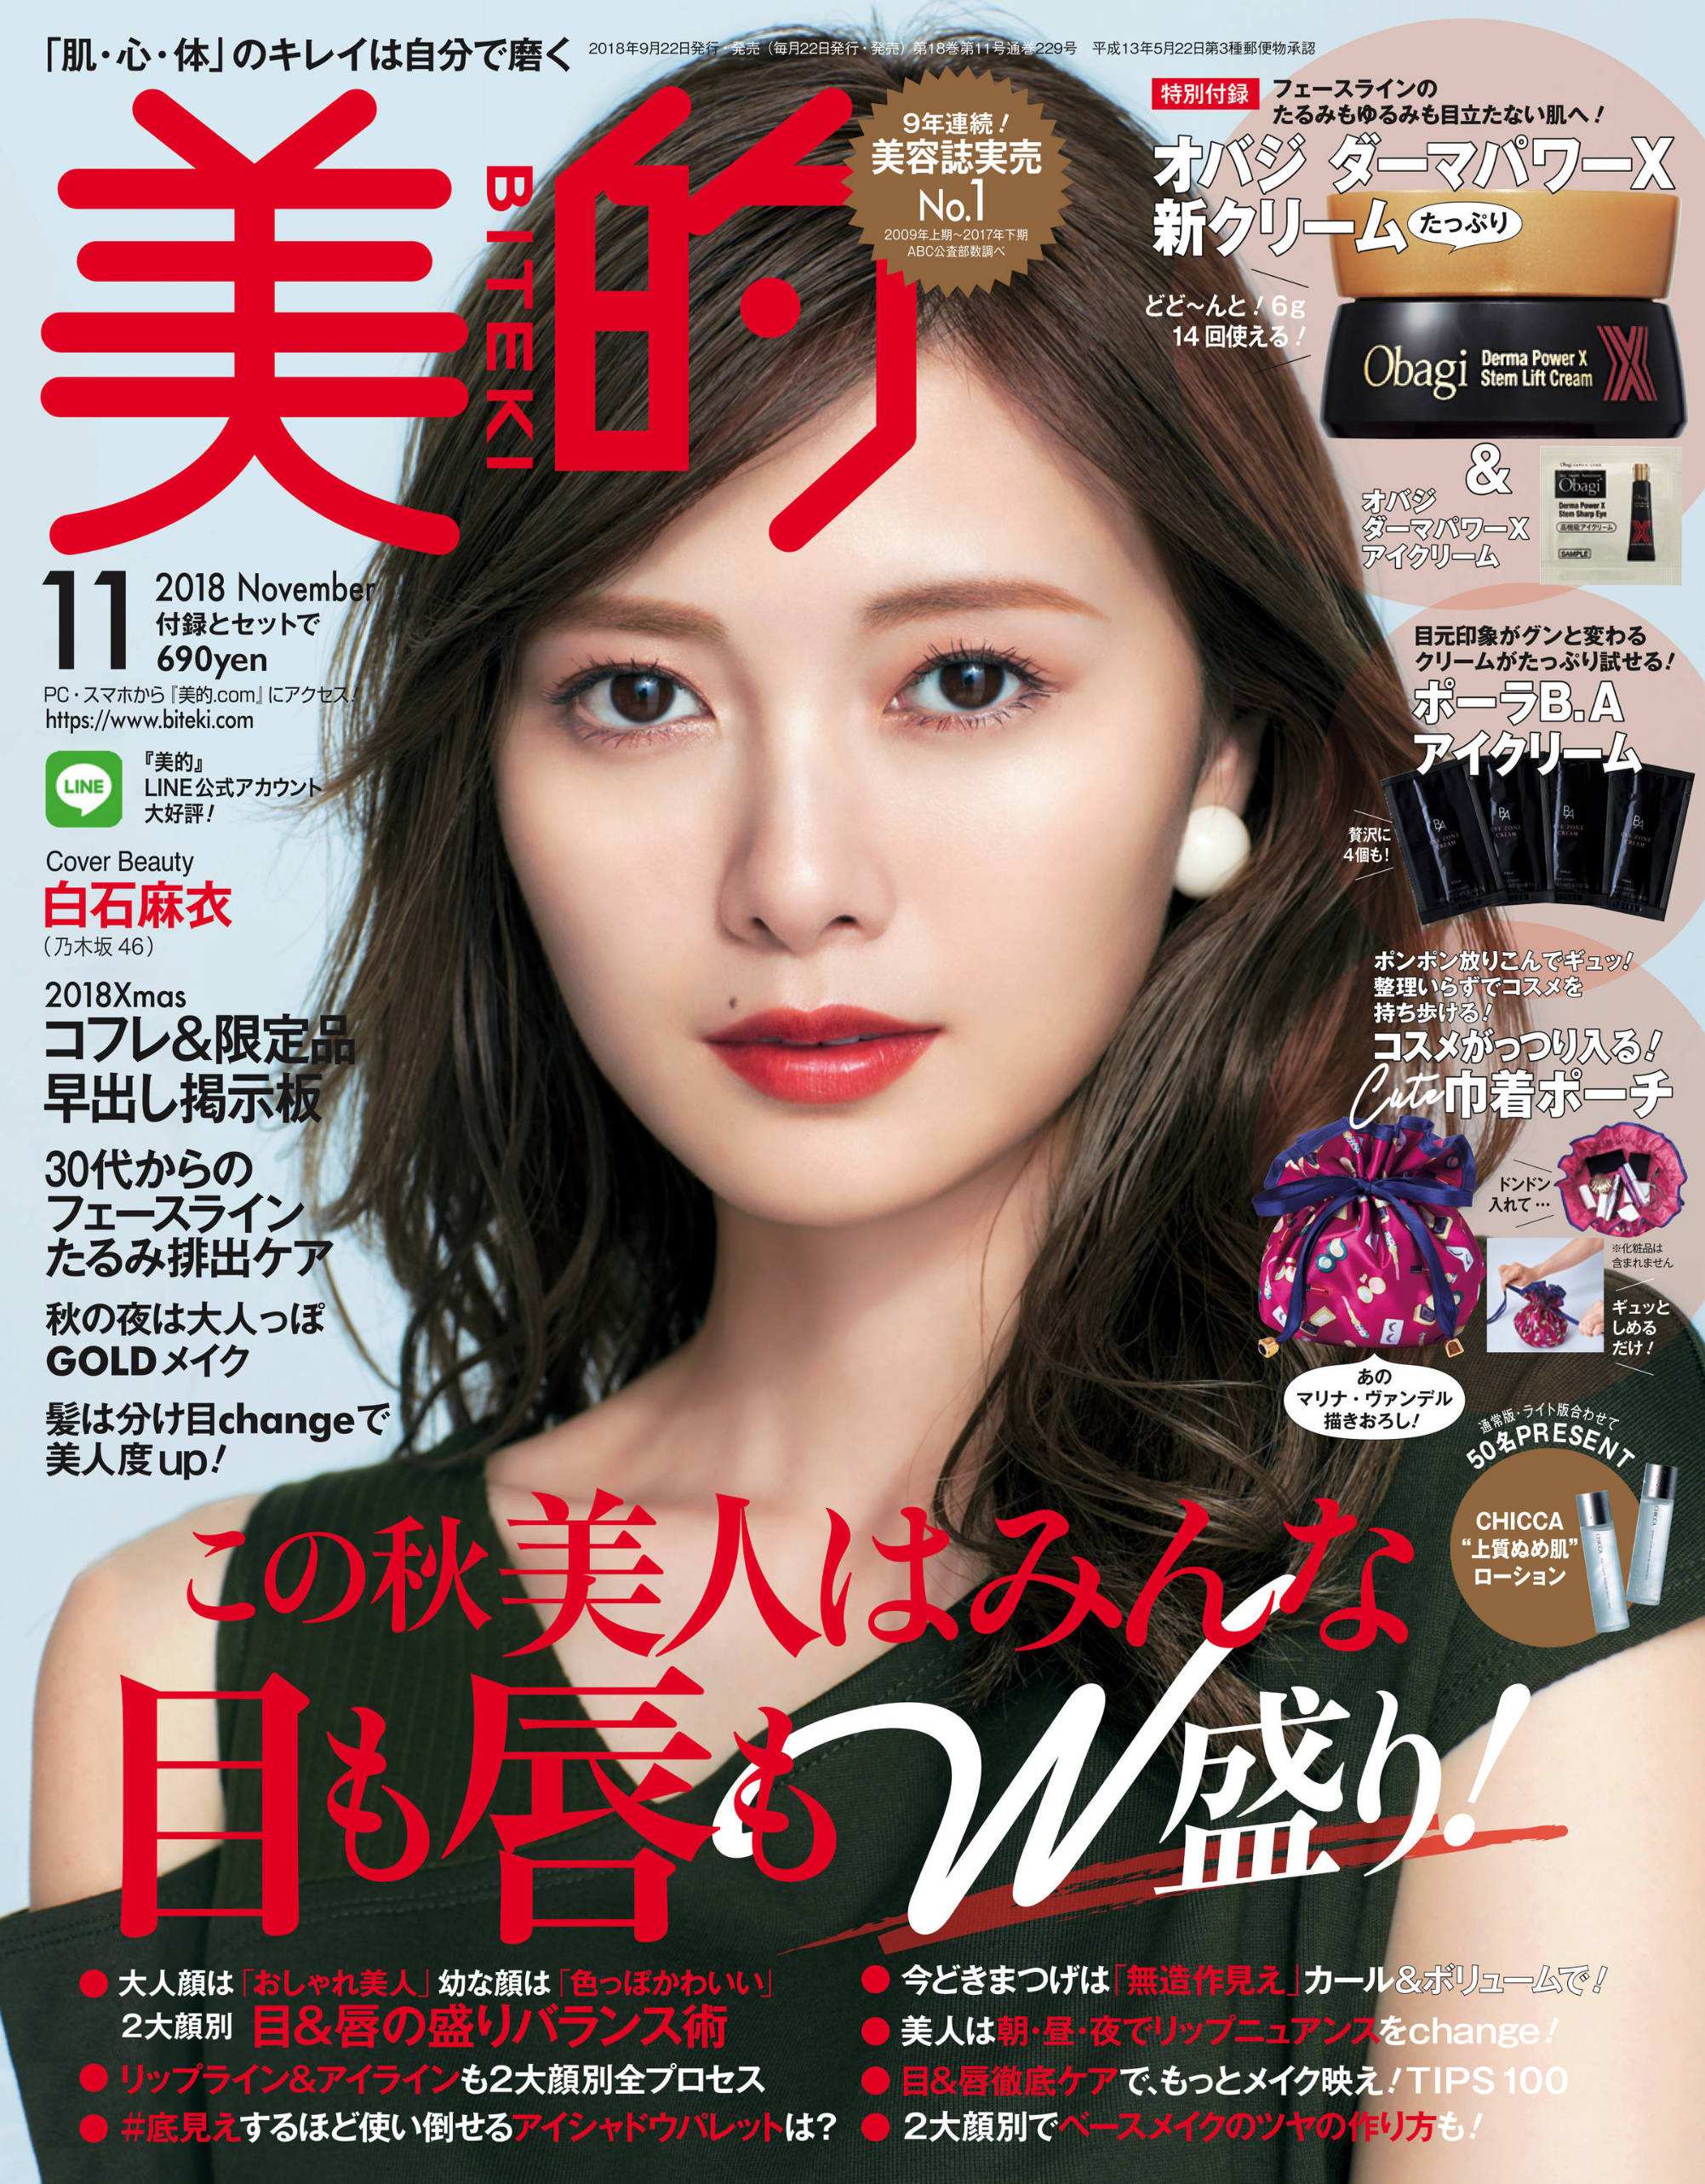 「肌・心・体」のキレイは自分で磨く
2018年9月22日発行・発売（毎月22日発行・発売）第18巻第11号通巻229号　平成13年5月22日第3種郵便物承認
美的
BITEKI
9年連続！
美容誌実売
No.1
2009年上期～2017年下期
ABC公査部数調べ
特別付録
フェースラインの
たるみもゆるみも目立たない肌へ！
オバジ ダーマパワーX
新クリーム たっぷり
どど～んと！6g
14回使える！
Obagi Derma Power X
Stem Lift Cream
&
オバジ
ダーマパワーX
アイクリーム
Obagi
Derma Power X
Stem Sharp Eye
高機能アイクリーム
SAMPLE
11
2018 November
付録とセットで
690yen
PC・スマホから『美的.com』にアクセス！
https://www.biteki.com
LINE
『美的』
LINE公式アカウント
大好評！
Cover Beauty
白石麻衣
（乃木坂46）
2018Xmas
コフレ&限定品
早出し掲示板
30代からの
フェースライン
たるみ排出ケア
秋の夜は大人っぽ
GOLDメイク
髪は分け目changeで
美人度up！
目元印象がグンと変わる
クリームがたっぷり試せる！
ポーラB.A
アイクリーム
贅沢に
4個も！
BA
EYE ZONE
CREAM
BA
EYE ZONE
CREAM
BA
EYE ZONE
CREAM
BA
EYE ZONE
CREAM
ポンポン放りこんでギュッ！
整理いらずでコスメを
持ち歩ける！
コスメがっつり入る！
Cute巾着ポーチ
ドンドン
入れて…
※化粧品は
含まれません
ギュッと
しめる
だけ！
あの
マリナ・ヴァンデル
描きおろし！
通常版・ライト版合わせて
50名PRESENT
CHICCA
“上質ぬめ肌”
ローション
この秋美人はみんな
目も唇もW盛り！
●大人顔は「おしゃれ美人」幼な顔は「色っぽかわいい」
2大顔別 目&唇の盛りバランス術
●リップライン&アイラインも2大顔別全プロセス
●#底見えするほど使い倒せるアイシャドウパレットは？
●今どきまつげは「無造作見え」カール&ボリュームで！
●美人は朝・昼・夜でリップニュアンスをchange！
●目&唇徹底ケアで、もっとメイク映え！TIPS 100
●2大顔別でベースメイクのツヤの作り方も！